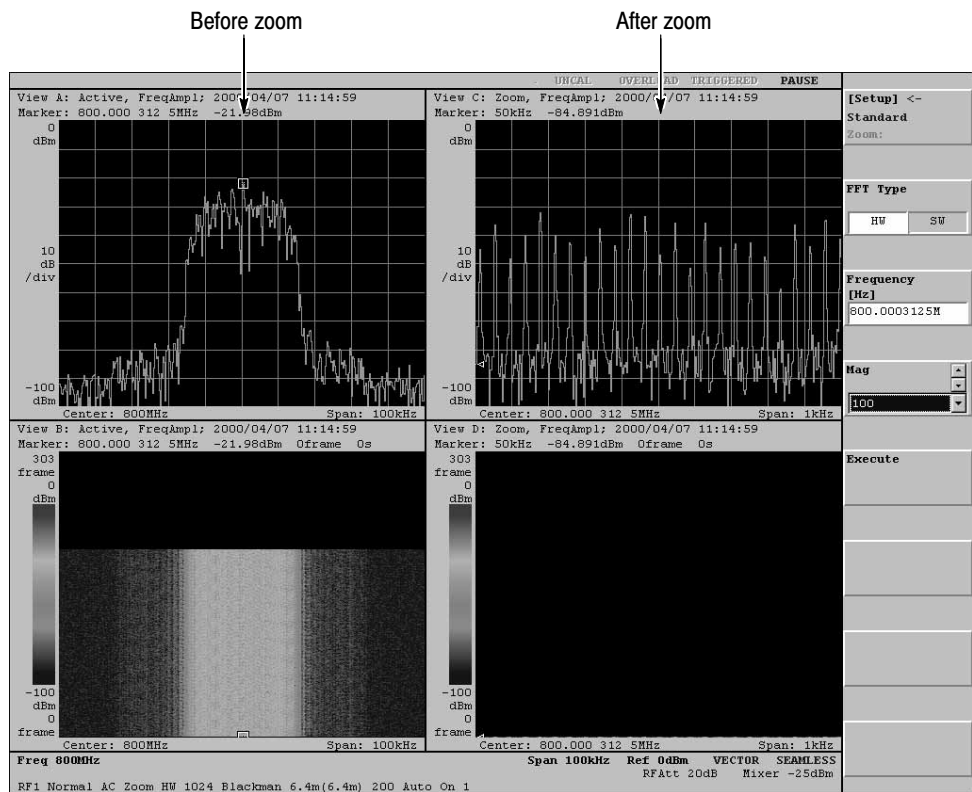 Before zoom
After zoom
UNCAL OVERLOAD TRIGGERED PAUSE
View A: Active, FreqAmpl; 2000/04/07 11:14:59
Marker: 800.000 312 5MHz -21.98dBm
0
dBm
10
dB
/div
-100
dBm
Center: 800MHz Span: 100kHz
View C: Zoom, FreqAmpl; 2000/04/07 11:14:59
Marker: 50kHz -84.891dBm
0
dBm
10
dB
/div
-100
dBm
Center: 800.000 312 5MHz Span: 1kHz
View B: Active, FreqAmpl; 2000/04/07 11:14:59
Marker: 800.000 312 5MHz -21.98dBm 0frame 0s
303
frame
0
dBm
-100
dBm
0
frame
Center: 800MHz Span: 100kHz
View D: Zoom, FreqAmpl; 2000/04/07 11:14:59
Marker: 50kHz -84.891dBm 0frame 0s
303
frame
0
dBm
-100
dBm
0
frame
Center: 800.000 312 5MHz Span: 1kHz
Freq 800MHz Span 100kHz Ref 0dBm VECTOR SEAMLESS
RFAtt 20dB Mixer -25dBm
RF1 Normal AC Zoom HW 1024 Blackman 6.4m(6.4m) 200 Auto On 1
[Setup] <-
Standard
Zoom:
FFT Type
HW SW
Frequency
[Hz]
800.0003125M
Mag
100
Execute